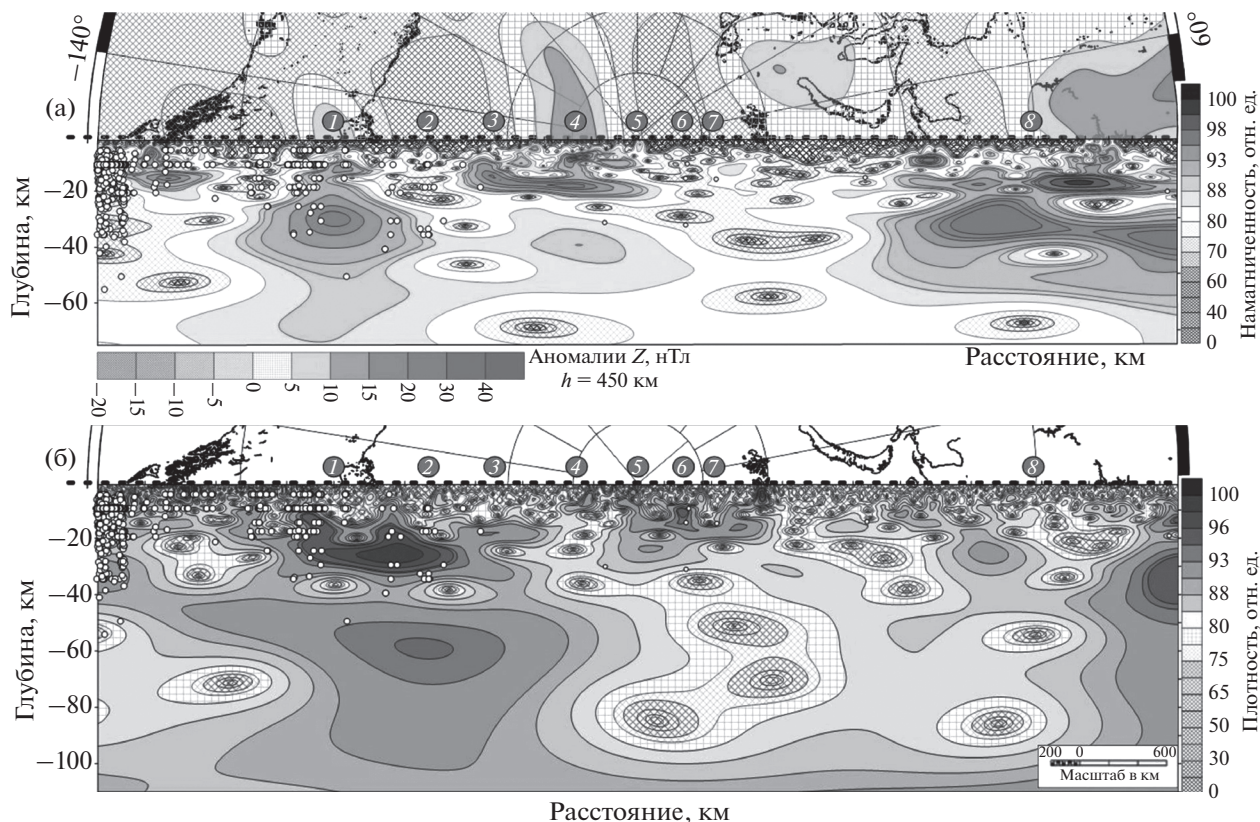 −140°
60°
(а)
1 2 3 4 5 6 7 8
−20
−40
−60
Глубина, км
100
98
93
88
80
70
60
40
0
Намагниченность, отн. ед.
Аномалии Z, нТл
h = 450 км
Расстояние, км
−20 −15 −10 −5 0 5 10 15 20 30 40
(б)
1 2 3 4 5 6 7 8
−20
−40
−60
−80
−100
Глубина, км
100
96
93
88
80
75
65
50
30
0
Плотность, отн. ед.
200 0 600
Масштаб в км
Расстояние, км